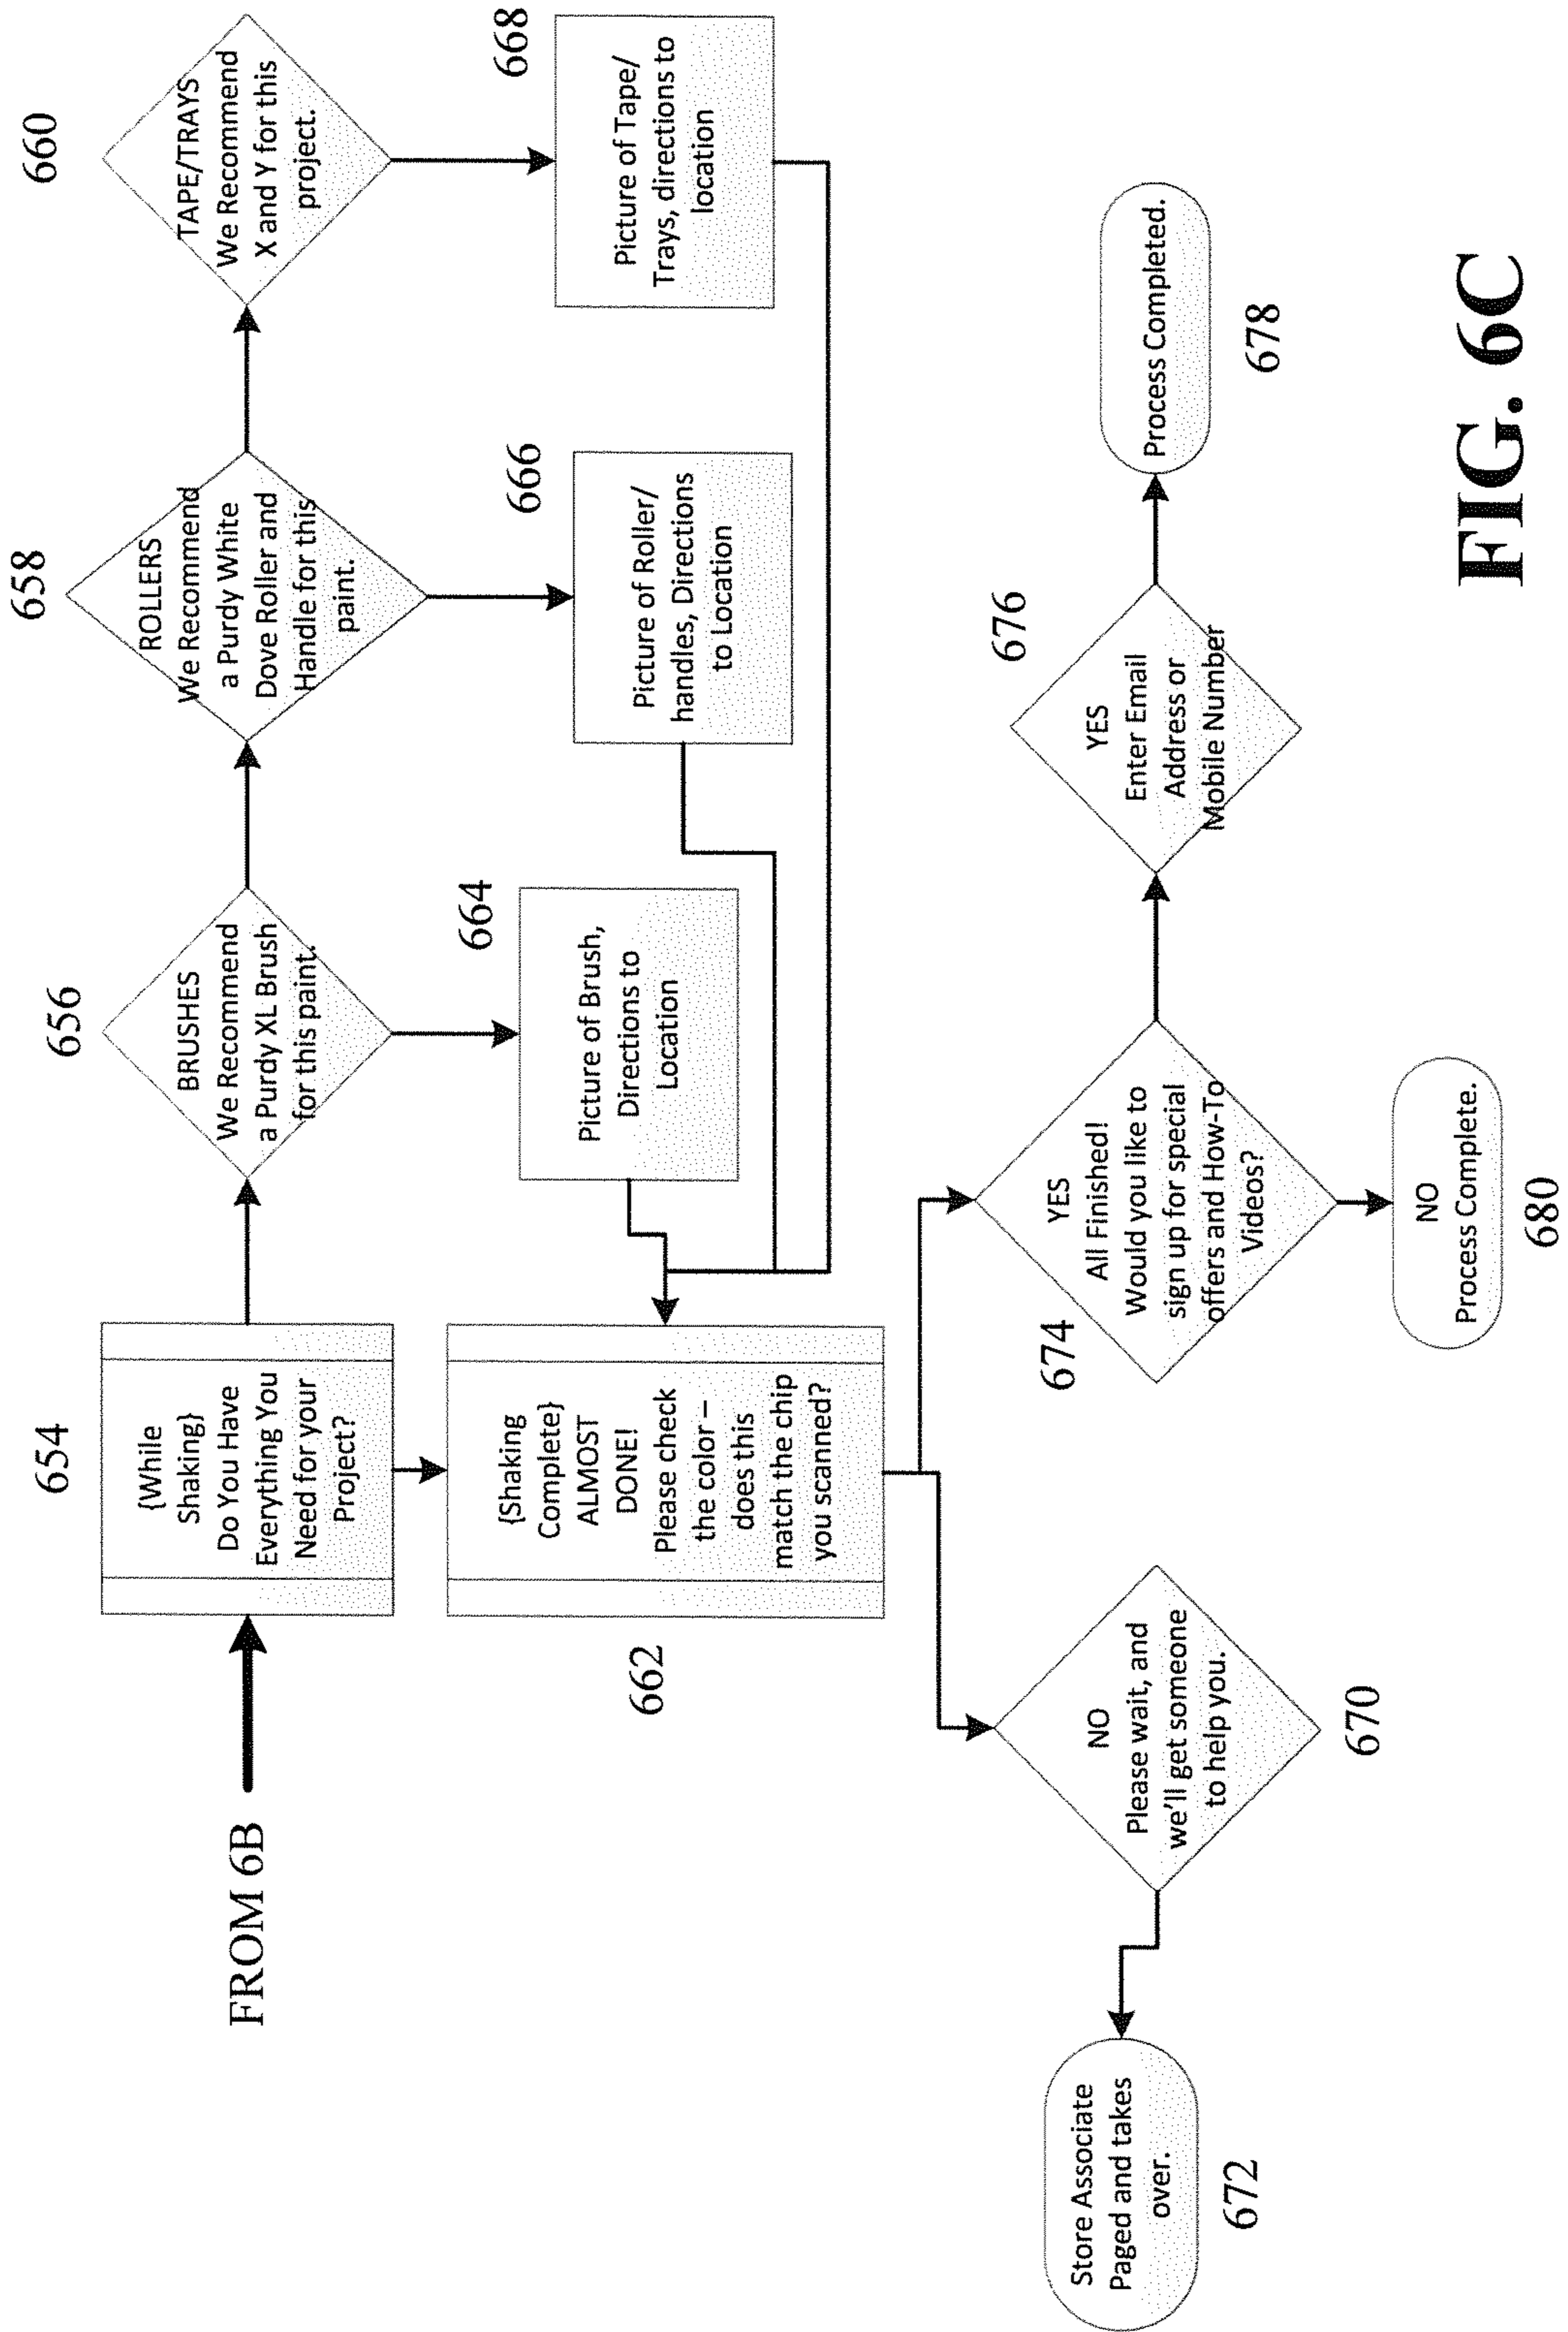 FROM 6B
654
{While
Shaking}
Do You Have
Everything You
Need for your
Project?
656
BRUSHES
We Recommend
a Purdy XL Brush
for this paint.
658
ROLLERS
We Recommend
a Purdy White
Dove Roller and
Handle for this
paint.
660
TAPE/TRAYS
We Recommend
X and Y for this
project.
662
{Shaking
Complete}
ALMOST
DONE!
Please check
the color –
does this
match the chip
you scanned?
664
Picture of Brush,
Directions to
Location
666
Picture of Roller/
handles, Directions
to Location
668
Picture of Tape/
Trays, directions to
location
672
Store Associate
Paged and takes
over.
670
NO
Please wait, and
we'll get someone
to help you.
674
YES
All Finished!
Would you like to
sign up for special
offers and How-To
Videos?
676
YES
Enter Email
Address or
Mobile Number
678
Process Completed.
680
NO
Process Complete.
FIG. 6C